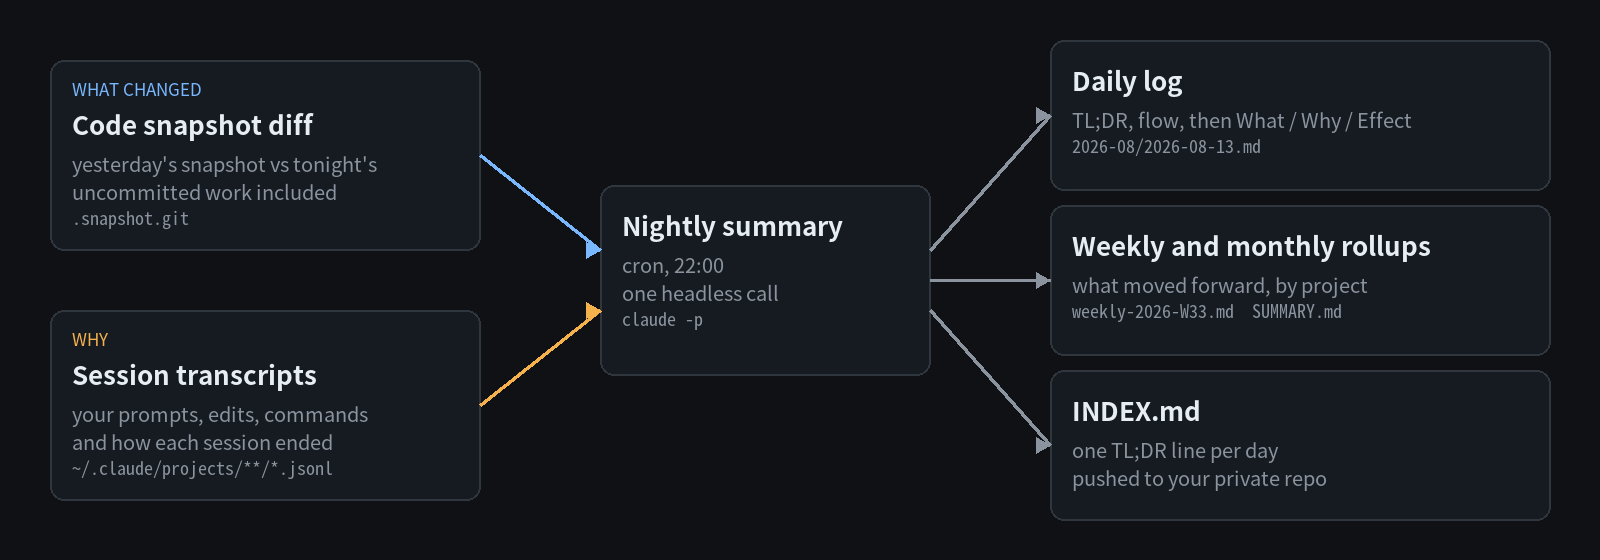 WHAT CHANGED
Code snapshot diff
yesterday's snapshot vs tonight's
uncommitted work included
.snapshot.git
WHY
Session transcripts
your prompts, edits, commands
and how each session ended
~/.claude/projects/**/*.jsonl
Nightly summary
cron, 22:00
one headless call
claude -p
Daily log
TL;DR, flow, then What / Why / Effect
2026-08/2026-08-13.md
Weekly and monthly rollups
what moved forward, by project
weekly-2026-W33.md  SUMMARY.md
INDEX.md
one TL;DR line per day
pushed to your private repo